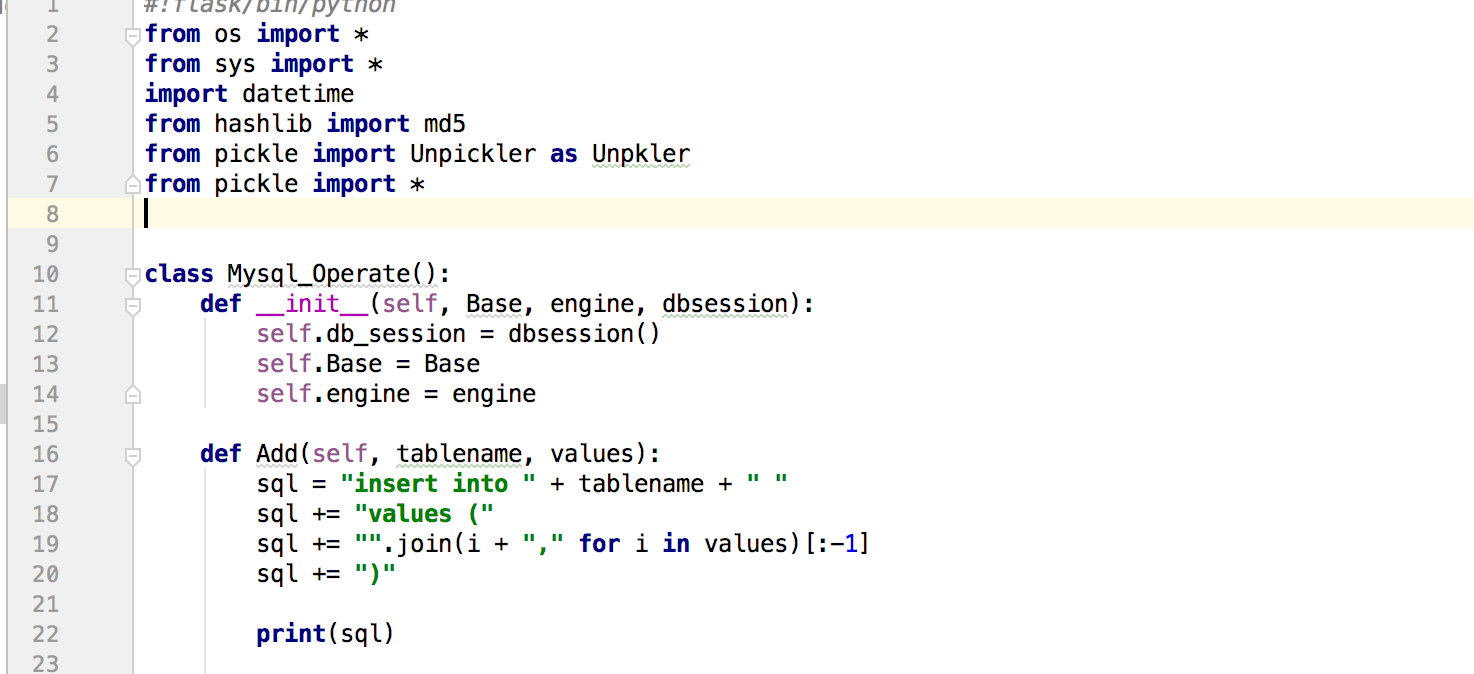 1 #!flask/bin/python
2 from os import *
3 from sys import *
4 import datetime
5 from hashlib import md5
6 from pickle import Unpickler as Unpkler
7 from pickle import *
8
9
10 class Mysql_Operate():
11     def __init__(self, Base, engine, dbsession):
12         self.db_session = dbsession()
13         self.Base = Base
14         self.engine = engine
15
16     def Add(self, tablename, values):
17         sql = "insert into " + tablename + " "
18         sql += "values ("
19         sql += "".join(i + "," for i in values)[:-1]
20         sql += ")"
21
22         print(sql)
23